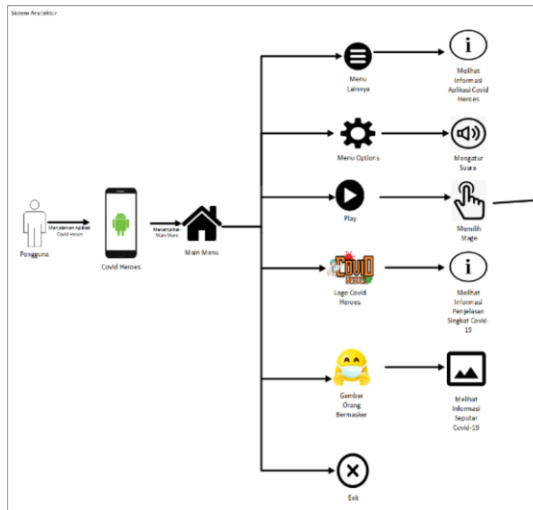 Sistem Arsitektur
Menu
Lainnya
Melihat
Informasi
Aplikasi Covid
Heroes
Menu Options
Mengatur
Suara
Play
Memilih
Stage
Pengguna
Menjalankan Aplikasi
Covid Heroes
Covid Heroes
Menampilkan
Main Menu
Main Menu
COVID
Logo Covid
Heroes
Melihat
Informasi
Penjelasan
Singkat Covid-
19
Gambar
Orang
Bermasker
Melihat
Informasi
Seputar
Covid-19
Exit